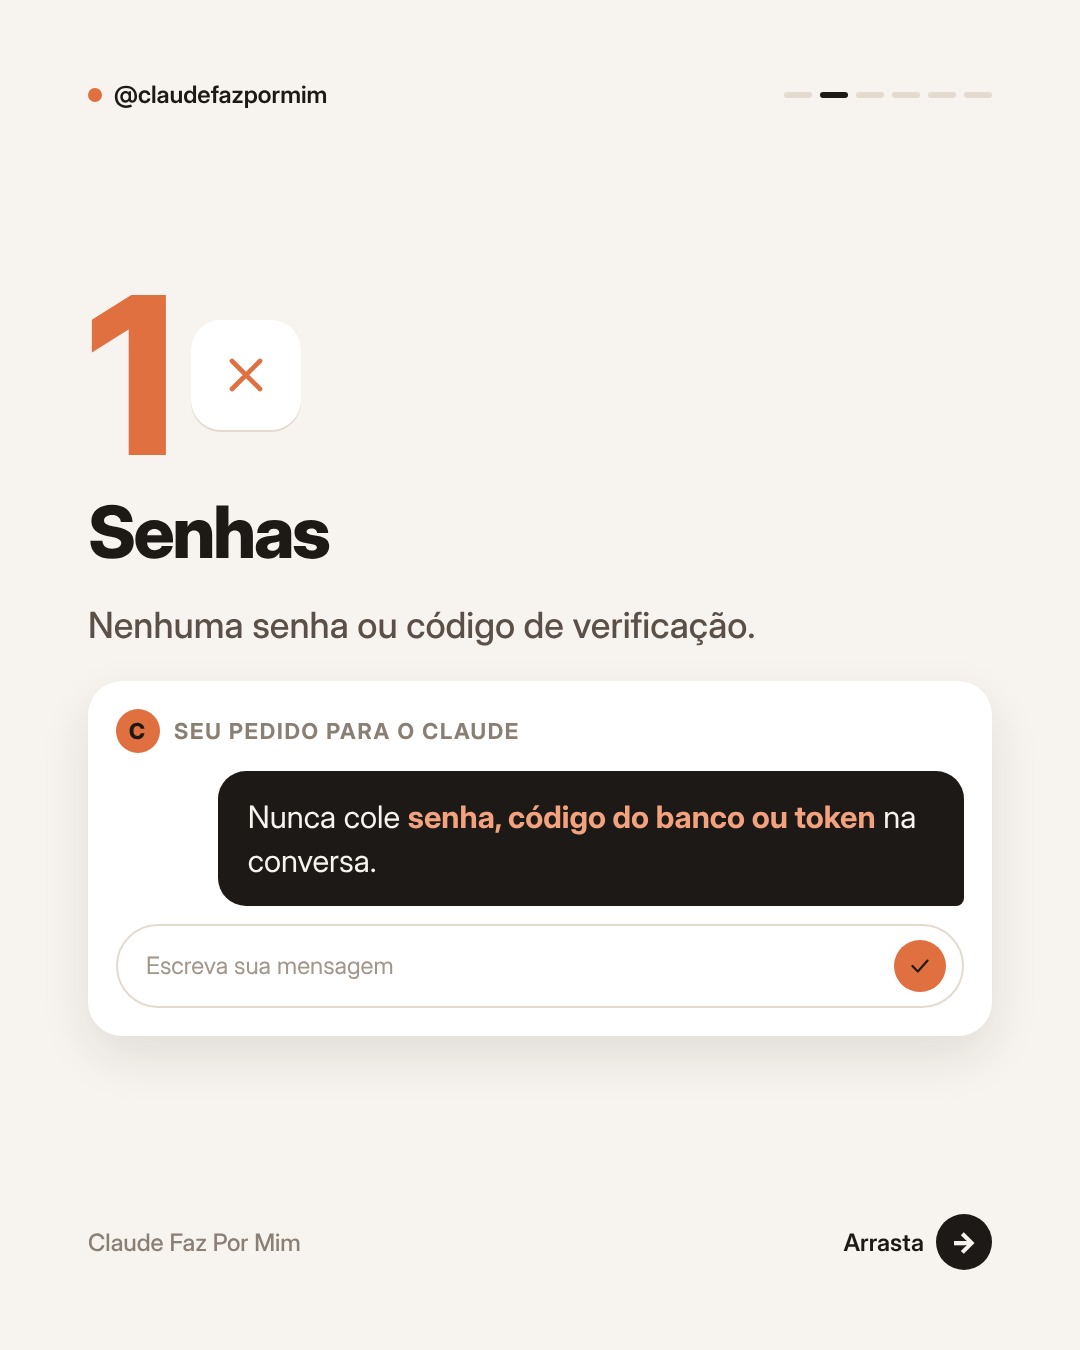 @claudefazpormim
1
Senhas
Nenhuma senha ou código de verificação.
C SEU PEDIDO PARA O CLAUDE
Nunca cole senha, código do banco ou token na
conversa.
Escreva sua mensagem
Claude Faz Por Mim
Arrasta